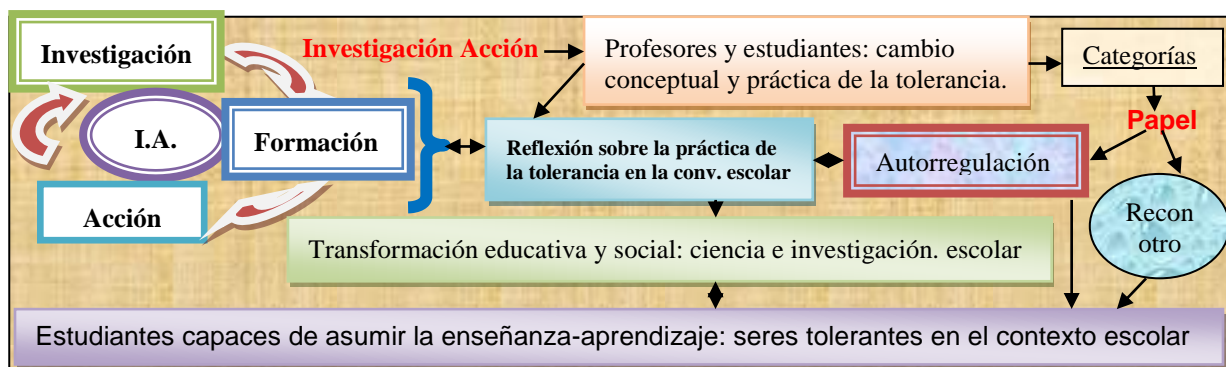 Investigación
I.A.
Formación
Acción
Investigación Acción
Profesores y estudiantes: cambio
conceptual y práctica de la tolerancia.
Categorías
Papel
Reflexión sobre la práctica de
la tolerancia en la conv. escolar
Autorregulación
Recon
otro
Transformación educativa y social: ciencia e investigación. escolar
Estudiantes capaces de asumir la enseñanza-aprendizaje: seres tolerantes en el contexto escolar